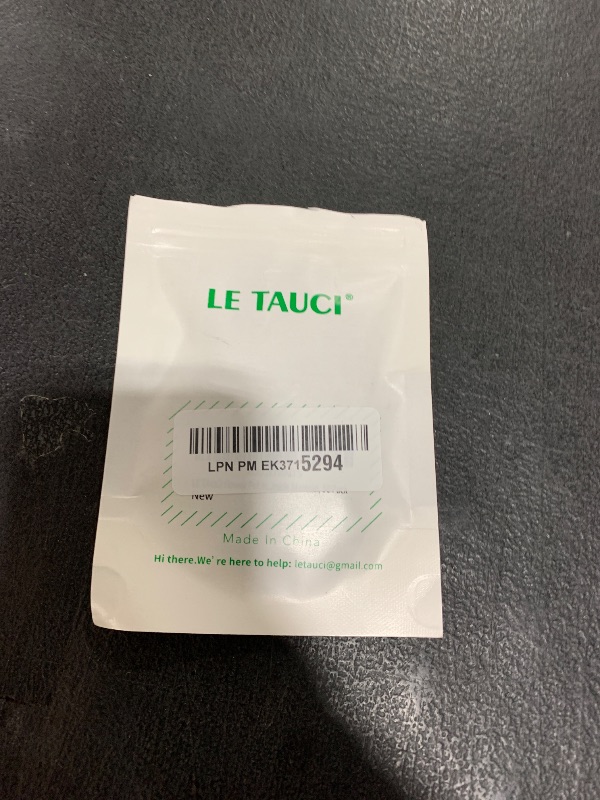 LE TAUCI®
LPN PM EK3715294
New
Made In China
Hi there.We're here to help: letauci@gmail.com